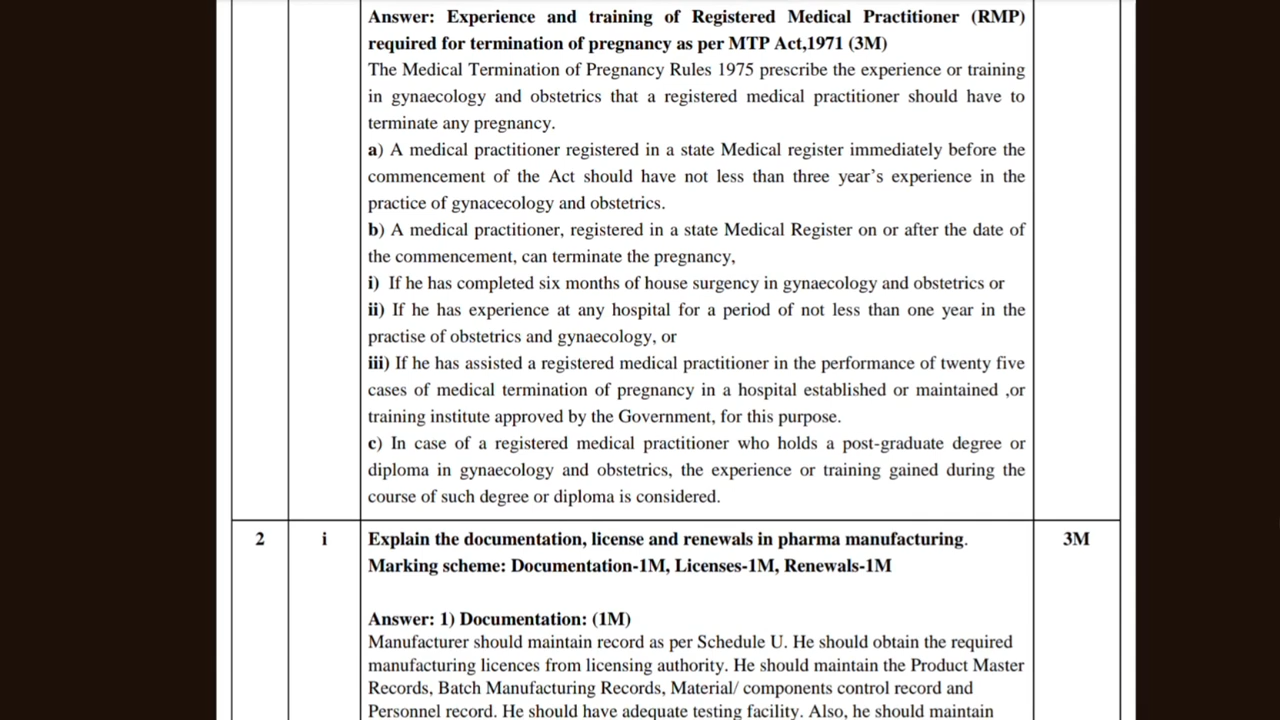 Answer: Experience and training of Registered Medical Practitioner (RMP)
required for termination of pregnancy as per MTP Act,1971 (3M)
The Medical Termination of Pregnancy Rules 1975 prescribe the experience or training
in gynaecology and obstetrics that a registered medical practitioner should have to
terminate any pregnancy.
a) A medical practitioner registered in a state Medical register immediately before the
commencement of the Act should have not less than three year's experience in the
practice of gynacecology and obstetrics.
b) A medical practitioner, registered in a state Medical Register on or after the date of
the commencement, can terminate the pregnancy,
i) If he has completed six months of house surgency in gynaecology and obstetrics or
ii) If he has experience at any hospital for a period of not less than one year in the
practise of obstetrics and gynaecology, or
iii) If he has assisted a registered medical practitioner in the performance of twenty five
cases of medical termination of pregnancy in a hospital established or maintained ,or
training institute approved by the Government, for this purpose.
c) In case of a registered medical practitioner who holds a post-graduate degree or
diploma in gynaecology and obstetrics, the experience or training gained during the
course of such degree or diploma is considered.
2 i Explain the documentation, license and renewals in pharma manufacturing. 3M
Marking scheme: Documentation-1M, Licenses-1M, Renewals-1M
Answer: 1) Documentation: (1M)
Manufacturer should maintain record as per Schedule U. He should obtain the required
manufacturing licences from licensing authority. He should maintain the Product Master
Records, Batch Manufacturing Records, Material/ components control record and
Personnel record. He should have adequate testing facility. Also, he should maintain